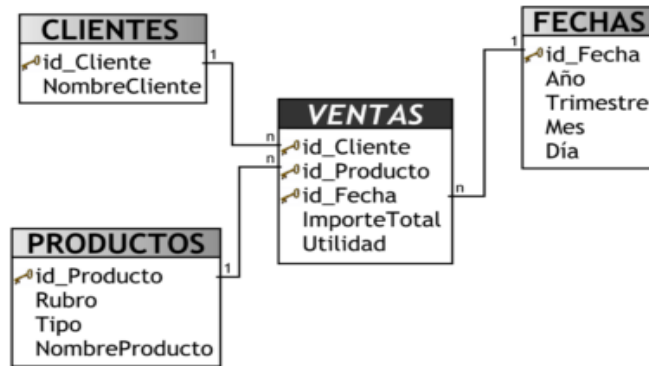 CLIENTES
id_Cliente
NombreCliente
1
n
VENTAS
id_Cliente
id_Producto
id_Fecha
ImporteTotal
Utilidad
n
n
FECHAS
1
id_Fecha
Año
Trimestre
Mes
Día
PRODUCTOS
id_Producto
Rubro
Tipo
NombreProducto
1